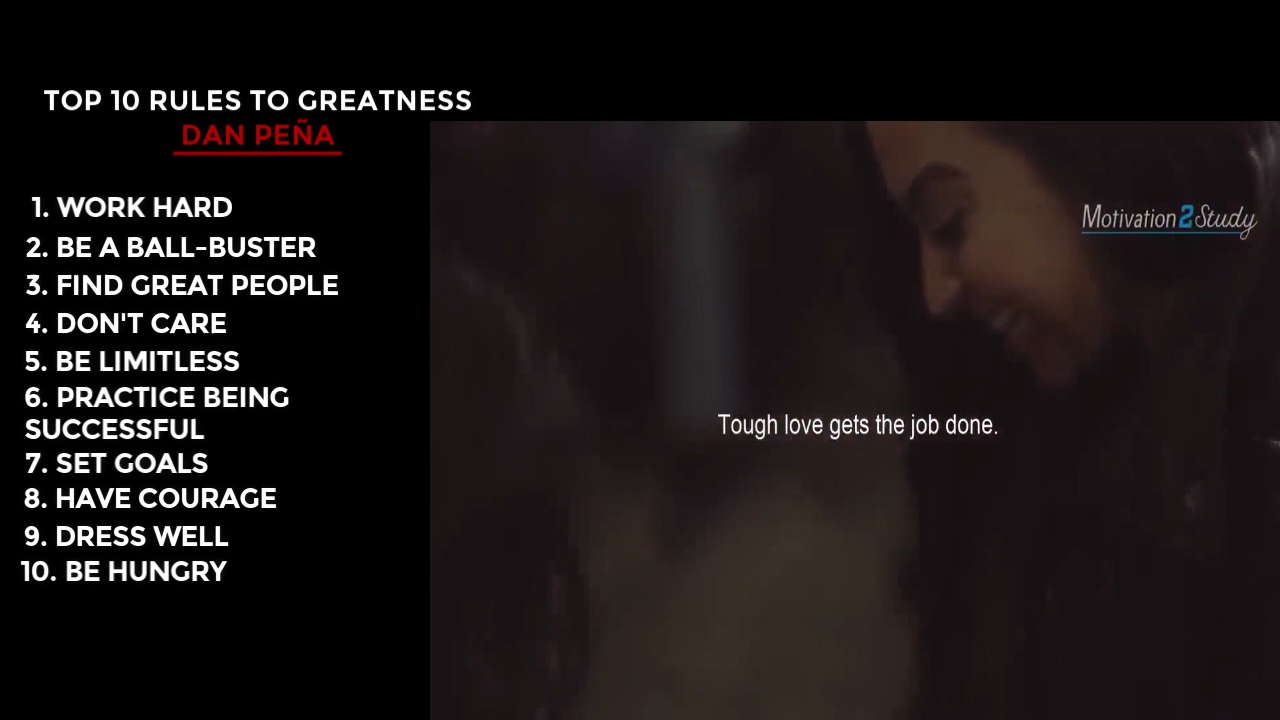 TOP 10 RULES TO GREATNESS
DAN PEÑA
1. WORK HARD
2. BE A BALL-BUSTER
3. FIND GREAT PEOPLE
4. DON'T CARE
5. BE LIMITLESS
6. PRACTICE BEING
SUCCESSFUL
7. SET GOALS
8. HAVE COURAGE
9. DRESS WELL
10. BE HUNGRY
Motivation2Study
Tough love gets the job done.